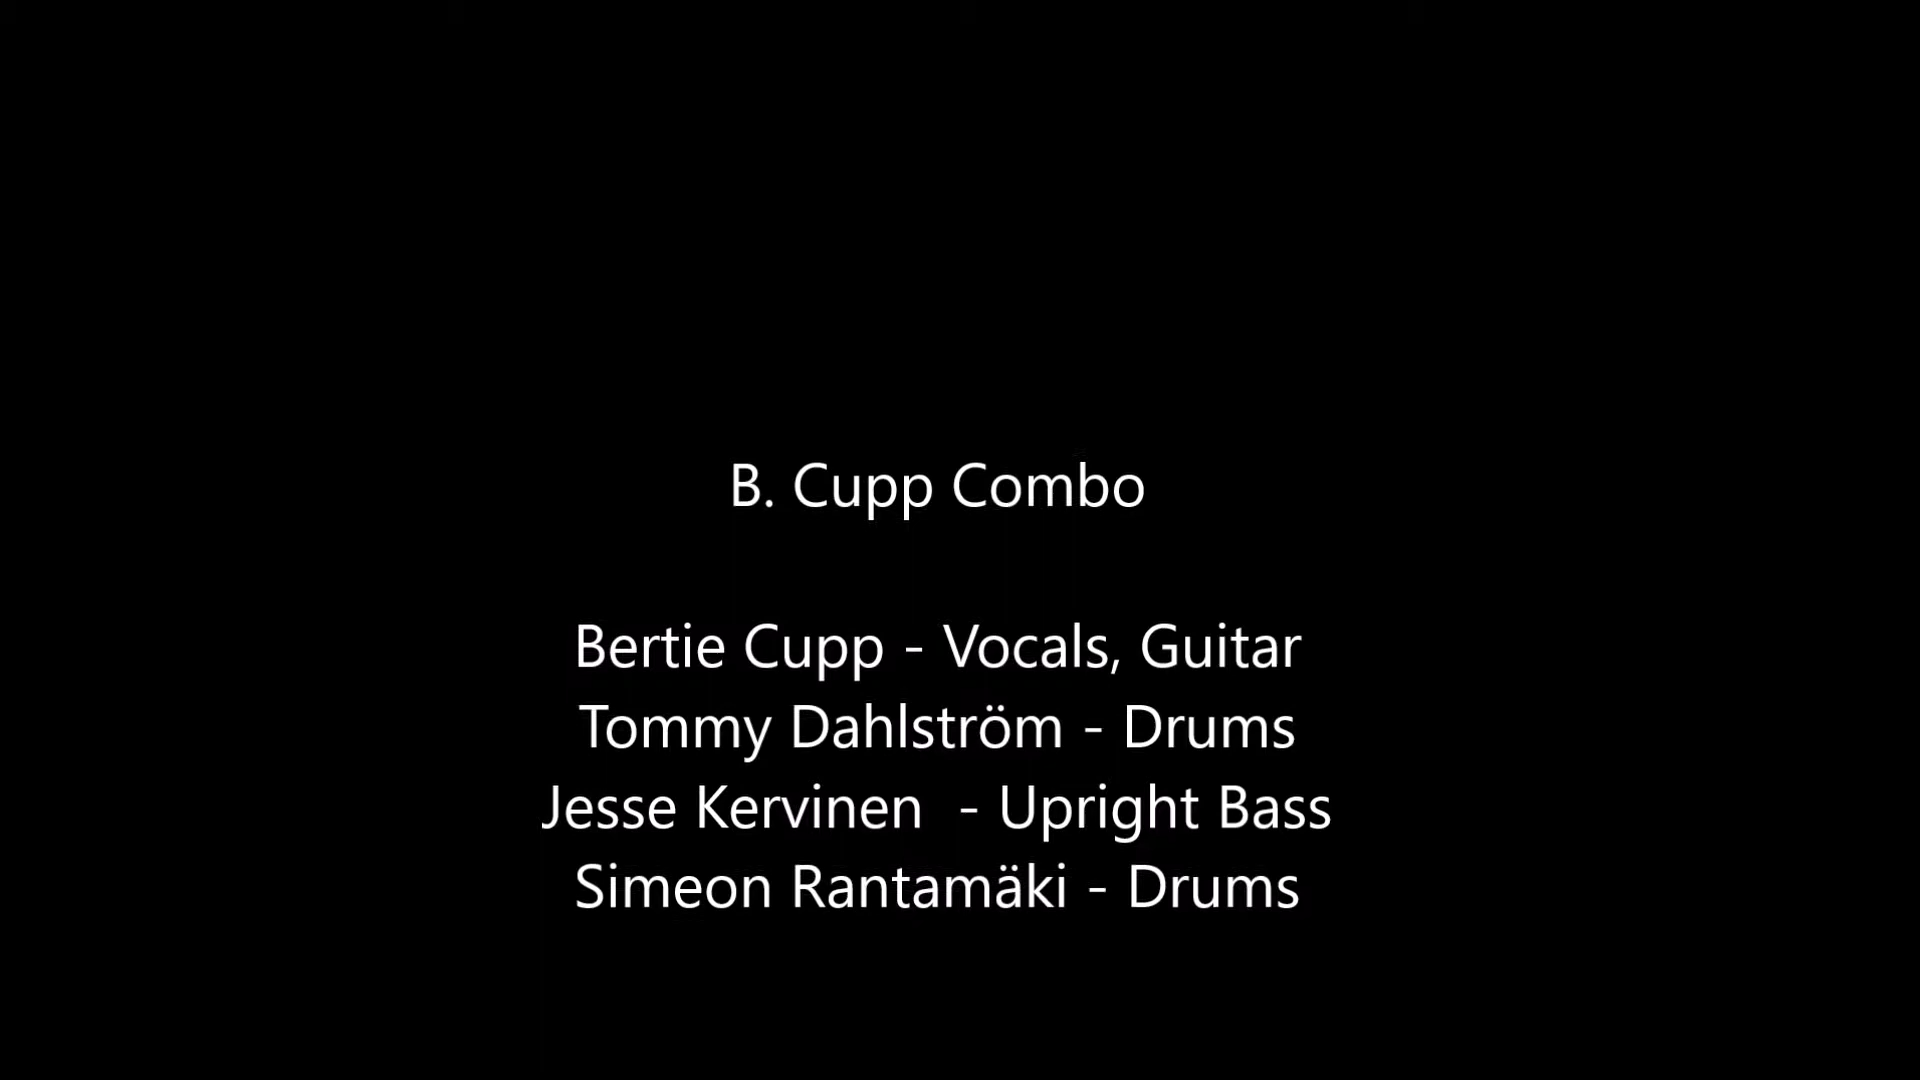 B. Cupp Combo
Bertie Cupp - Vocals, Guitar
Tommy Dahlström - Drums
Jesse Kervinen  - Upright Bass
Simeon Rantamäki - Drums